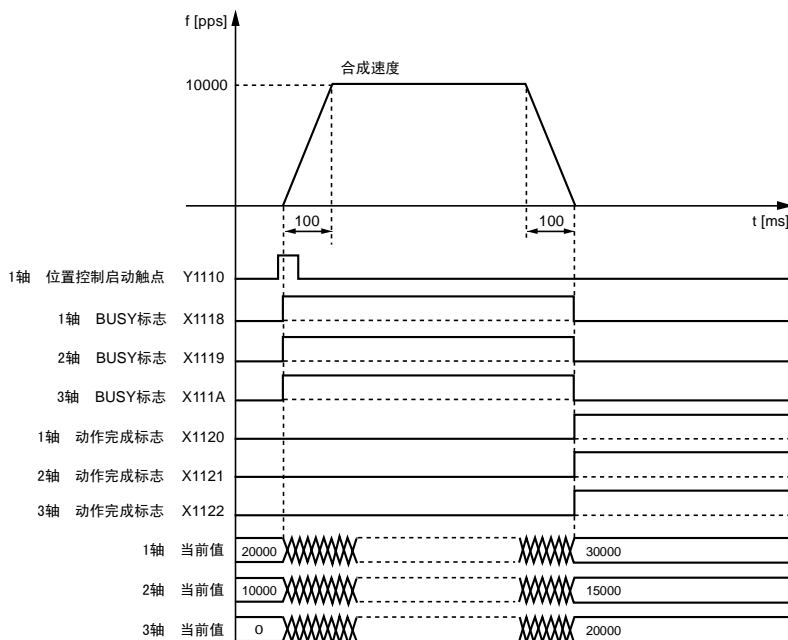 f [pps]
合成速度
10000
100
100
t [ms]
1轴 位置控制启动触点 Y1110
1轴 BUSY标志 X1118
2轴 BUSY标志 X1119
3轴 BUSY标志 X111A
1轴 动作完成标志 X1120
2轴 动作完成标志 X1121
3轴 动作完成标志 X1122
1轴 当前值 20000 30000
2轴 当前值 10000 15000
3轴 当前值 0 20000